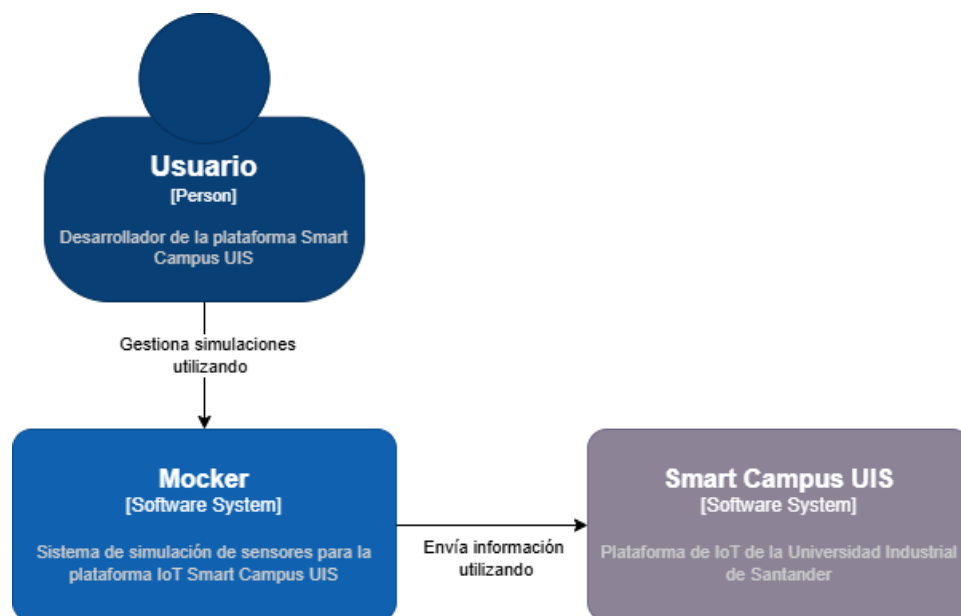 Usuario
[Person]
Desarrollador de la plataforma Smart
Campus UIS
Gestiona simulaciones
utilizando
Mocker
[Software System]
Sistema de simulación de sensores para la
plataforma IoT Smart Campus UIS
Envía información
utilizando
Smart Campus UIS
[Software System]
Plataforma de IoT de la Universidad Industrial
de Santander